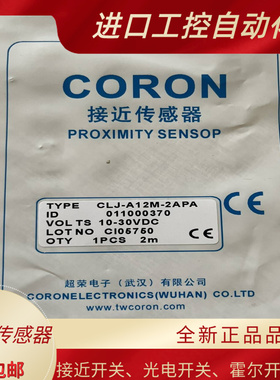 进口工控自动
CORON
接近传感器
PROXIMITY SENSOP
TYPE CLJ-A12M-2APA
ID 011000370
VOLTS 10-30VDC
LOT NO CI05750
QTY 1PCS 2m
超荣电子(武汉)有限公司
CORONELECTRONICS(WUHAN) CO.,LTD.
www.twcoron.com
传感器
全新正品
包邮
接近开关、光电开关、霍尔开